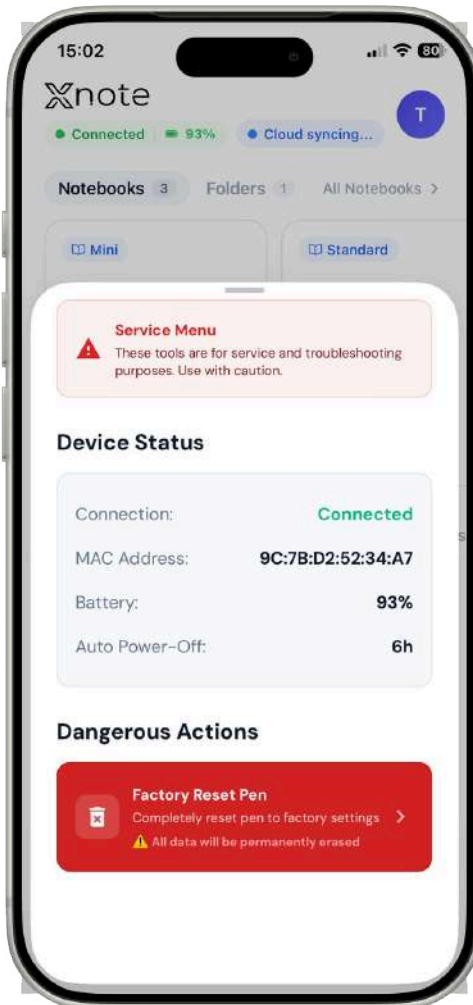 15:02
80
Xnote
Connected 93% Cloud syncing...
T
Notebooks 3 Folders 1 All Notebooks >
Mini
Standard
Service Menu
These tools are for service and troubleshooting
purposes. Use with caution.
Device Status
Connection: Connected
MAC Address: 9C:7B:D2:52:34:A7
Battery: 93%
Auto Power-Off: 6h
Dangerous Actions
Factory Reset Pen
Completely reset pen to factory settings >
⚠️ All data will be permanently erased